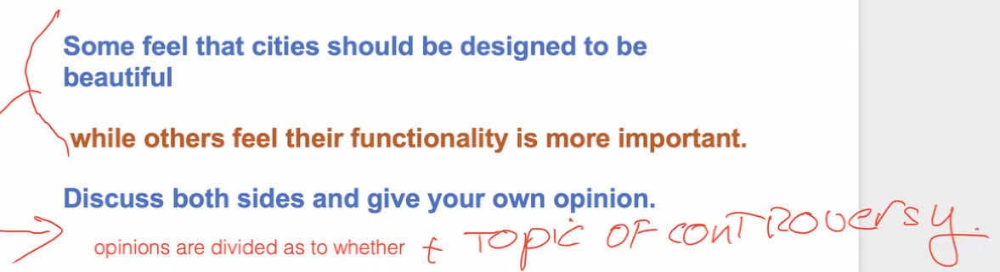 Some feel that cities should be designed to be
beautiful
while others feel their functionality is more important.
Discuss both sides and give your own opinion.
opinions are divided as to whether + TOPIC OF CONTROVERSY.